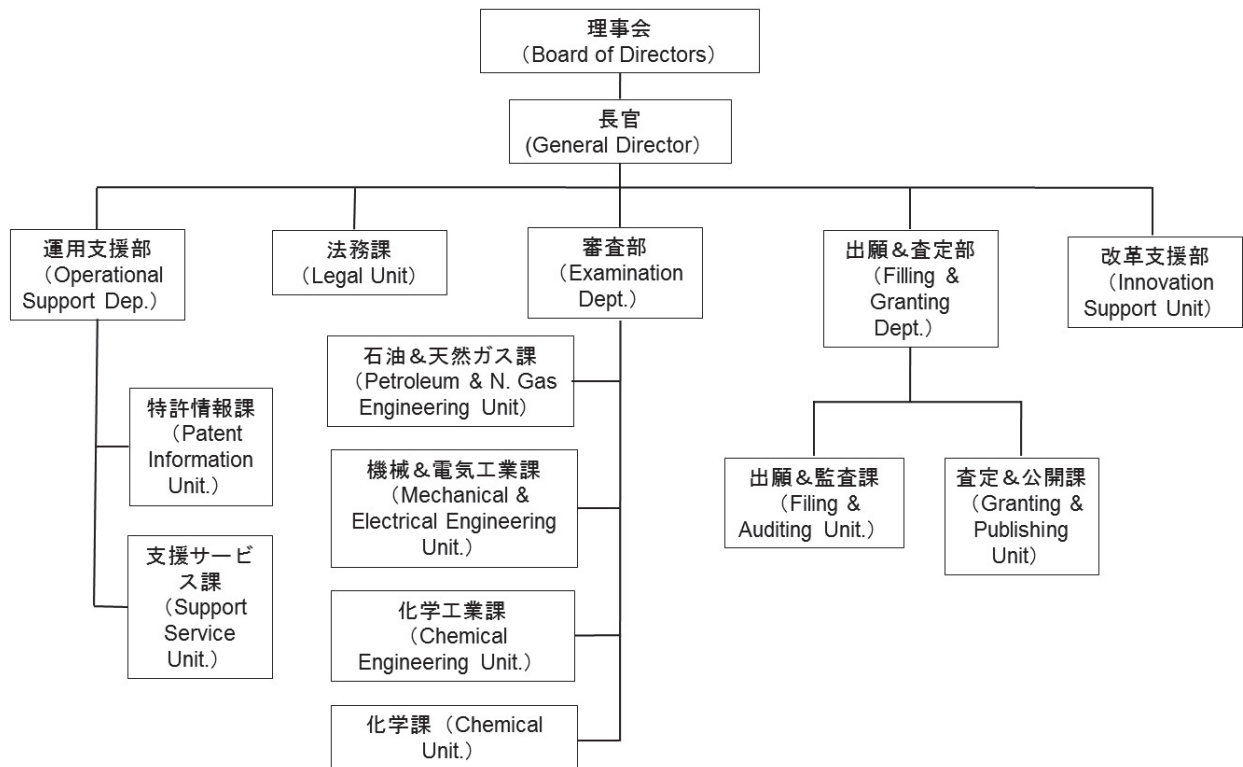 理事会
（Board of Directors）
長官
(General Director）
運用支援部
（Operational
Support Dep.）
法務課
（Legal Unit）
審査部
（Examination
Dept.）
出願&査定部
（Filling &
Granting
Dept.）
改革支援部
（Innovation
Support Unit）
特許情報課
（Patent
Information
Unit.）
支援サービ
ス課
（Support
Service
Unit.）
石油&天然ガス課
（Petroleum & N. Gas
Engineering Unit）
機械&電気工業課
（Mechanical &
Electrical Engineering
Unit.）
化学工業課
（Chemical
Engineering Unit.）
化学課（Chemical
Unit.）
出願&監査課
（Filing &
Auditing Unit.）
査定&公開課
（Granting &
Publishing
Unit）